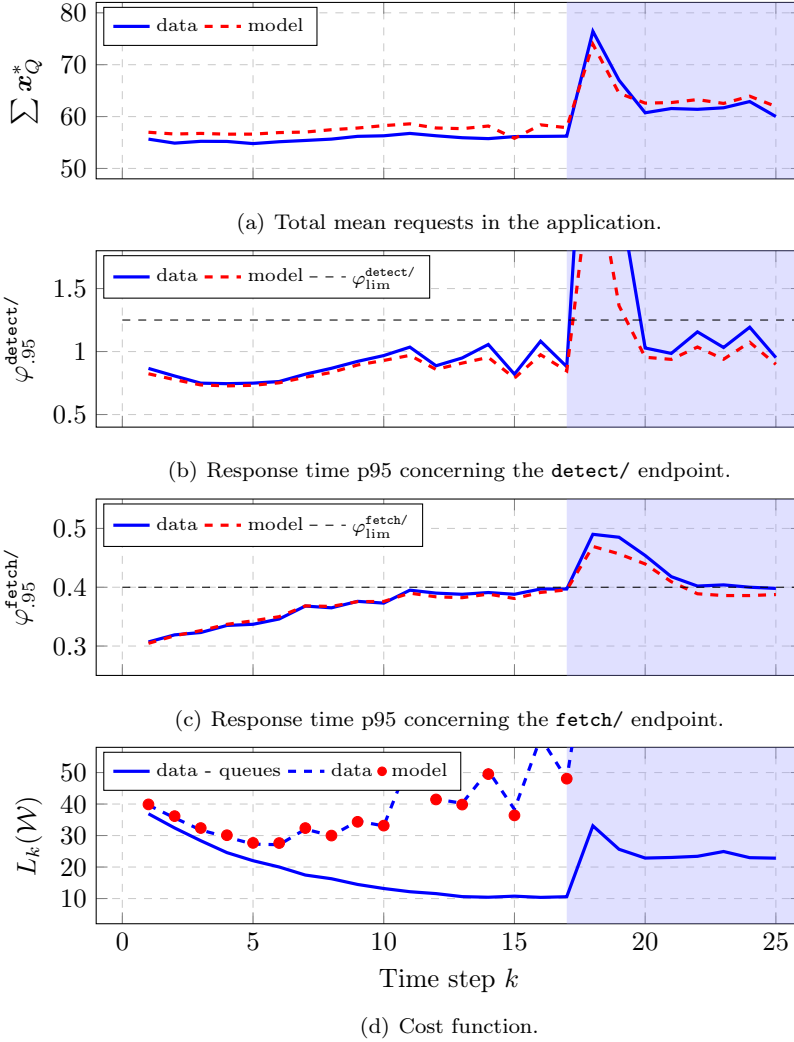 80
70
60
50
∑ x*_Q
data model
(a) Total mean requests in the application.
1.5
1
0.5
φ^{detect/}_{.95}
data model φ^{detect/}_{lim}
(b) Response time p95 concerning the detect/ endpoint.
0.5
0.4
0.3
φ^{fetch/}_{.95}
data model φ^{fetch/}_{lim}
(c) Response time p95 concerning the fetch/ endpoint.
50
40
30
20
10
L_k(𝒲)
data - queues data model
0 5 10 15 20 25
Time step k
(d) Cost function.